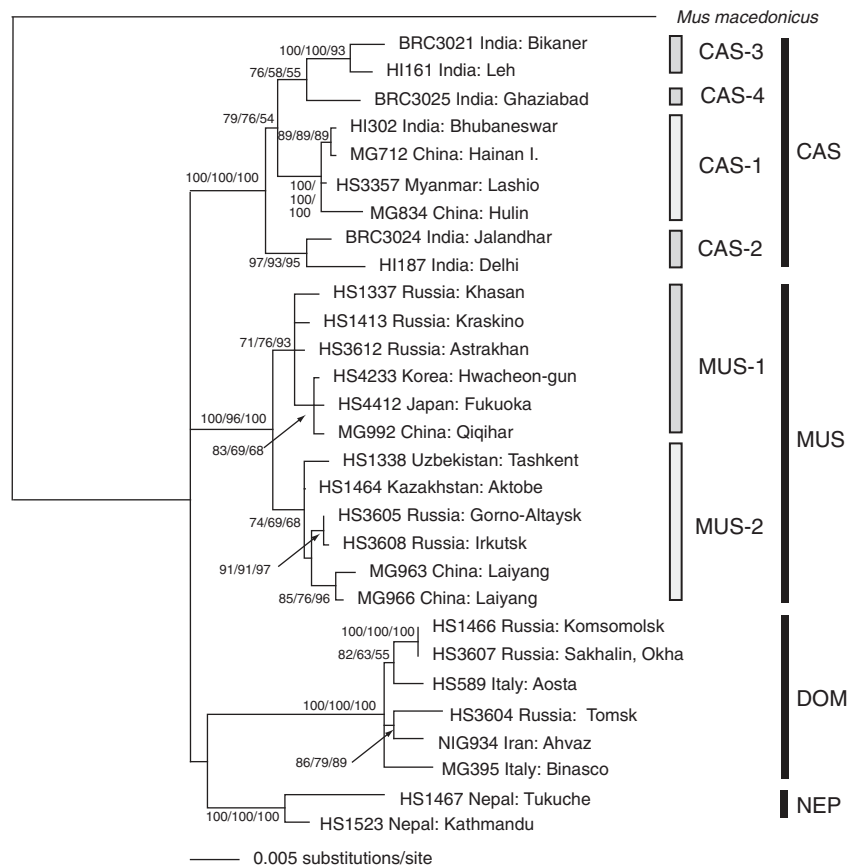 Mus macedonicus
100/100/93
BRC3021 India: Bikaner
CAS-3
HI161 India: Leh
76/58/55
BRC3025 India: Ghaziabad
CAS-4
79/76/54
HI302 India: Bhubaneswar
89/89/89
MG712 China: Hainan I.
CAS-1
CAS
100/100/100
HS3357 Myanmar: Lashio
100/
100/
100
MG834 China: Hulin
BRC3024 India: Jalandhar
CAS-2
97/93/95
HI187 India: Delhi
HS1337 Russia: Khasan
HS1413 Russia: Kraskino
71/76/93
HS3612 Russia: Astrakhan
MUS-1
HS4233 Korea: Hwacheon-gun
HS4412 Japan: Fukuoka
100/96/100
MG992 China: Qiqihar
MUS
83/69/68
HS1338 Uzbekistan: Tashkent
HS1464 Kazakhstan: Aktobe
74/69/68
HS3605 Russia: Gorno-Altaysk
MUS-2
HS3608 Russia: Irkutsk
91/91/97
MG963 China: Laiyang
85/76/96
MG966 China: Laiyang
HS1466 Russia: Komsomolsk
100/100/100
HS3607 Russia: Sakhalin, Okha
82/63/55
HS589 Italy: Aosta
DOM
100/100/100
HS3604 Russia: Tomsk
NIG934 Iran: Ahvaz
86/79/89
MG395 Italy: Binasco
HS1467 Nepal: Tukuche
NEP
100/100/100
HS1523 Nepal: Kathmandu
0.005 substitutions/site